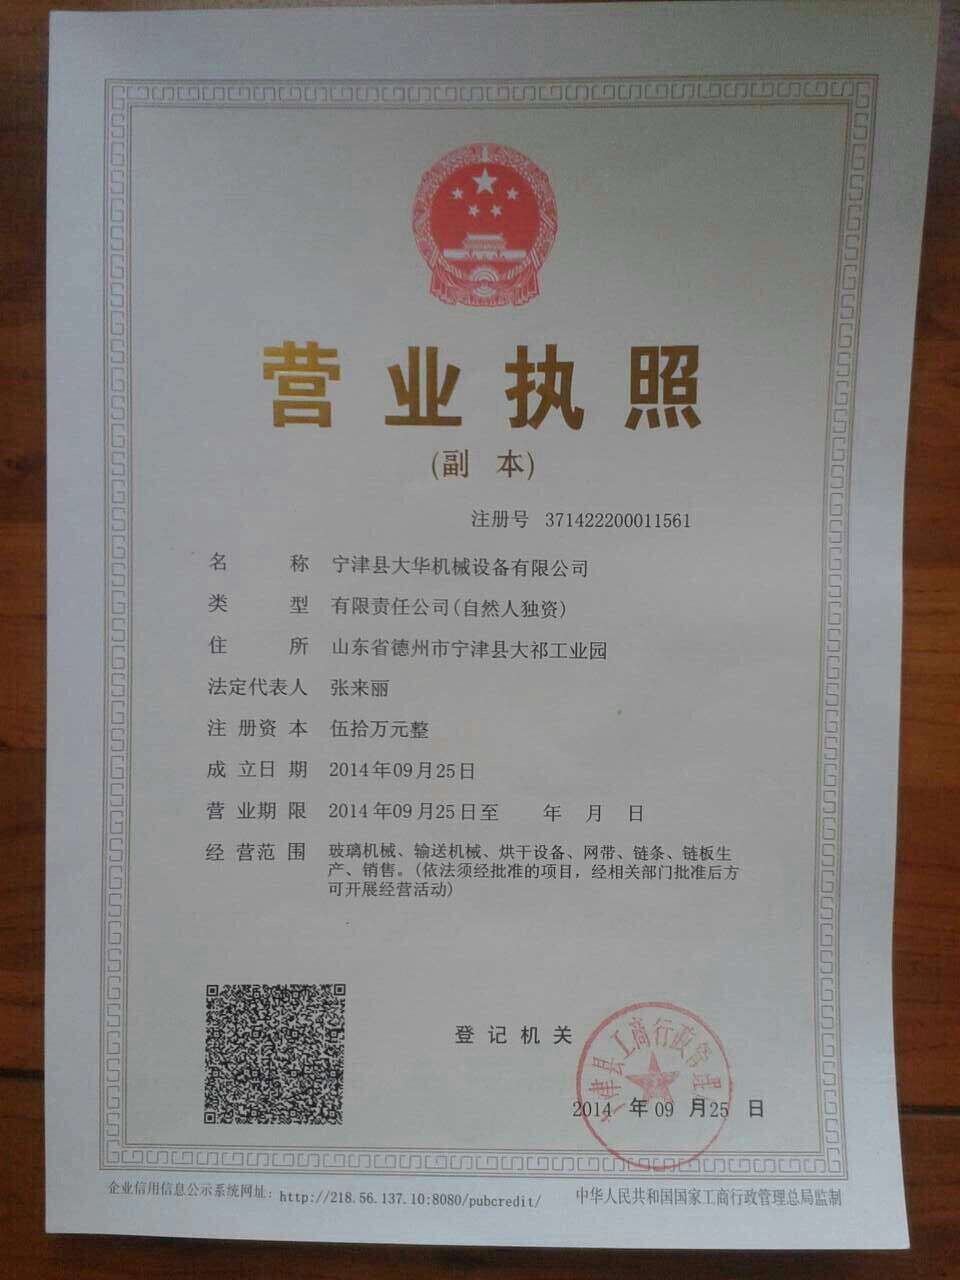 营业执照
(副 本)
注册号 371422200011561
名 称 宁津县大华机械设备有限公司
类 型 有限责任公司(自然人独资)
住 所 山东省德州市宁津县大祁工业园
法定代表人 张来丽
注册资本 伍拾万元整
成立日期 2014年09月25日
营业期限 2014年09月25日至 年 月 日
经营范围 玻璃机械、输送机械、烘干设备、网带、链条、链板生
产、销售。(依法须经批准的项目，经相关部门批准后方
可开展经营活动)
登记机关
津县工商行政管理
2014 年 09 月 25 日
企业信用信息公示系统网址: http://218.56.137.10:8080/pubcredit/
中华人民共和国国家工商行政管理总局监制